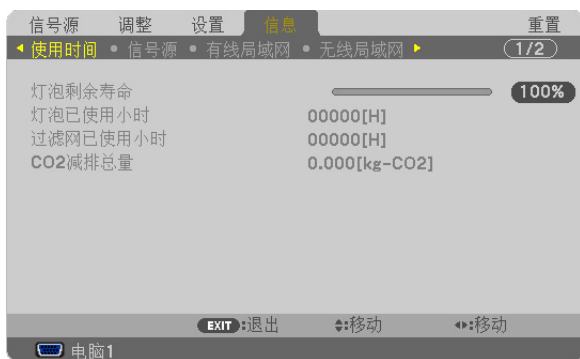 信号源 调整 设置 信息 重置
使用时间 • 信号源 • 有线局域网 • 无线局域网 1/2
灯泡剩余寿命 100%
灯泡已使用小时 00000[H]
过滤网已使用小时 00000[H]
CO2减排总量 0.000[kg-CO2]
EXIT:退出 :移动 :移动
电脑1